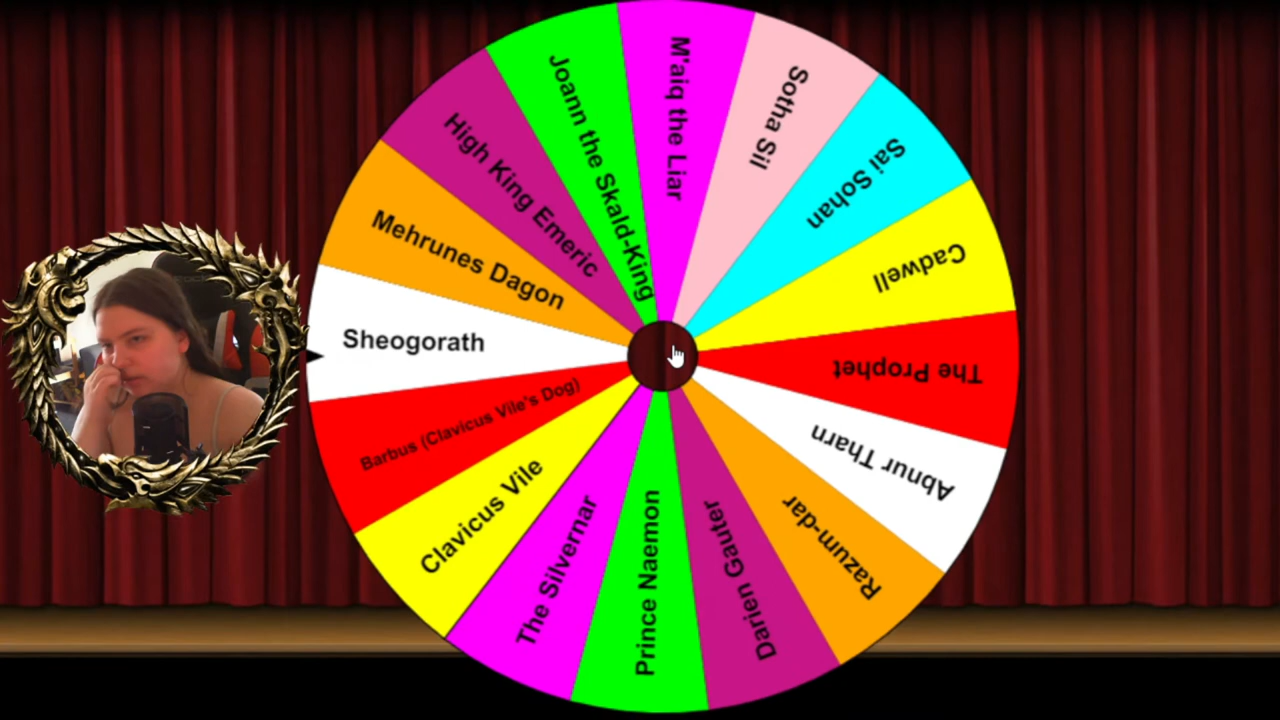 M'aiq the Liar
Sotha Sil
Sai Sohan
Cadwell
The Prophet
Abnur Tharn
Razum-dar
Darien Gauter
Prince Naemon
The Silvernar
Clavicus Vile
Barbus (Clavicus Vile's Dog)
Sheogorath
Mehrunes Dagon
High King Emeric
Joann the Skald-King